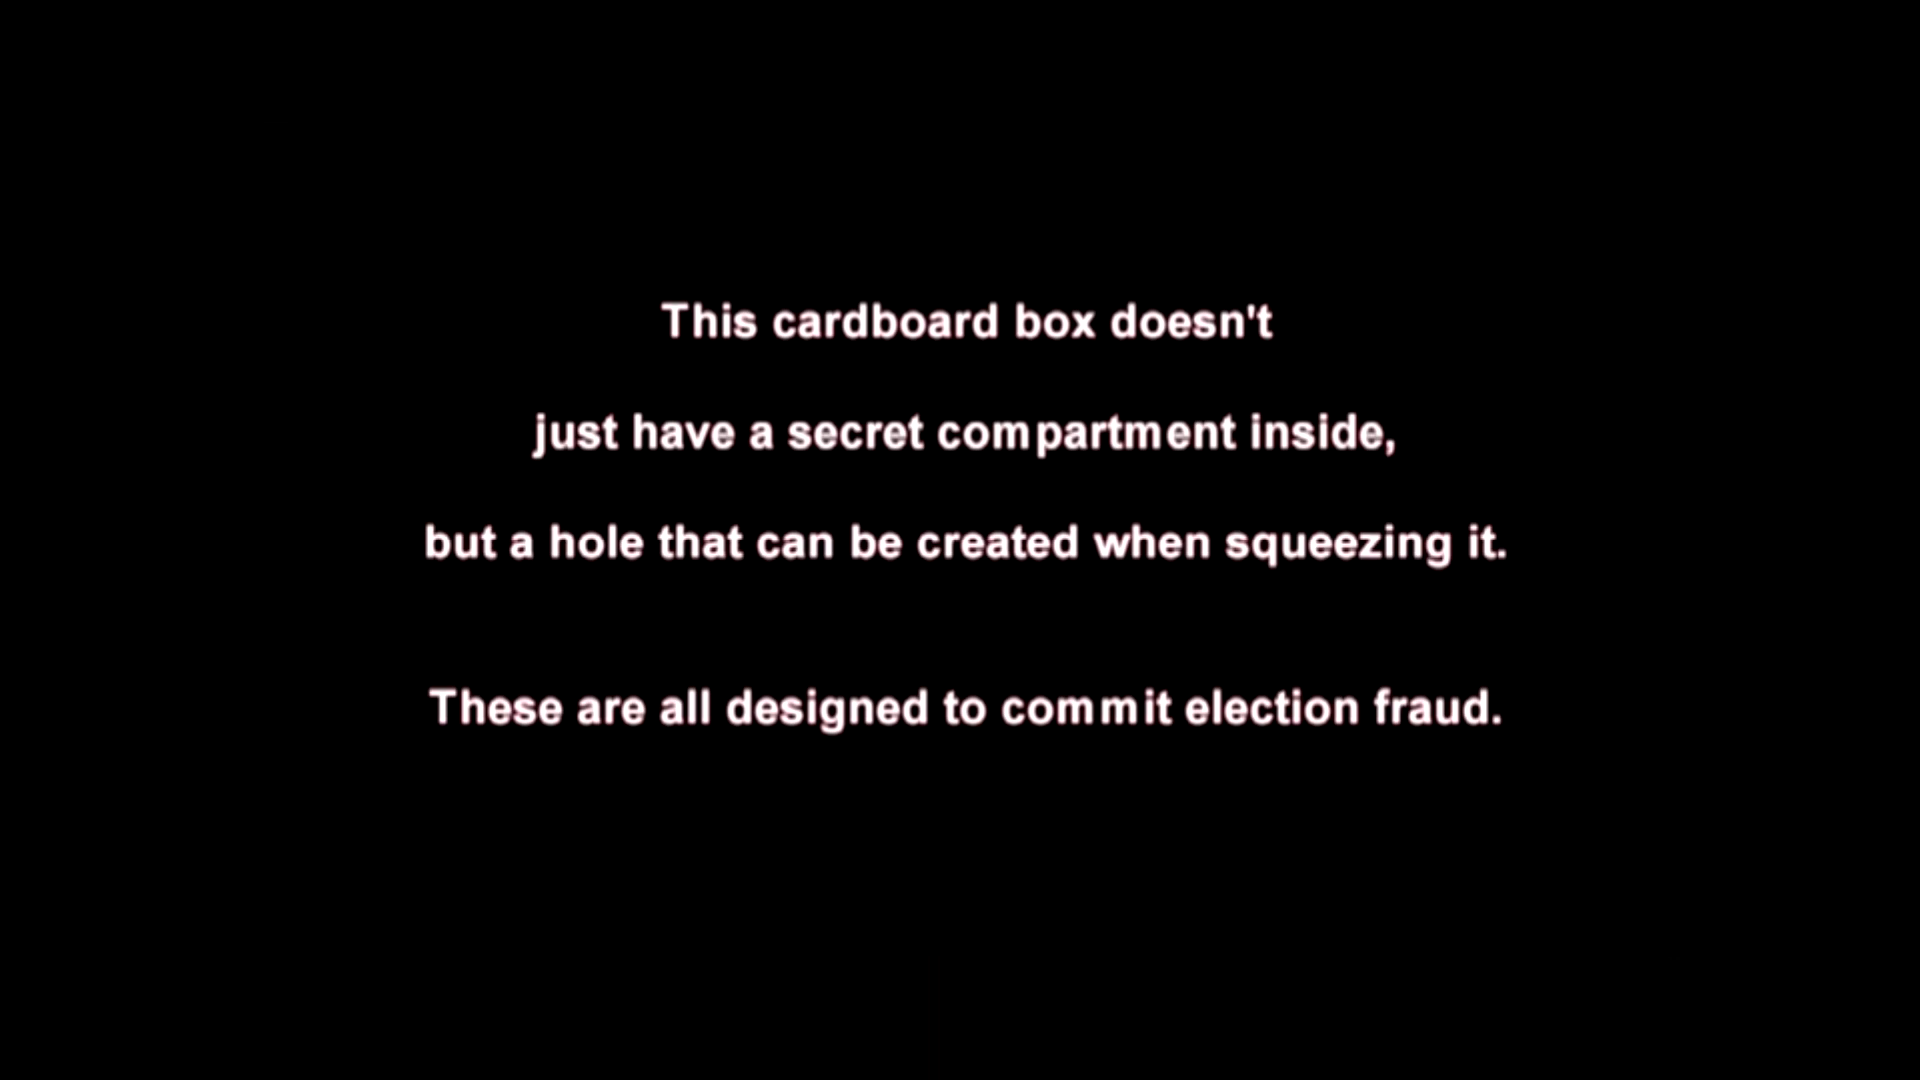 This cardboard box doesn't
just have a secret compartment inside,
but a hole that can be created when squeezing it.
These are all designed to commit election fraud.